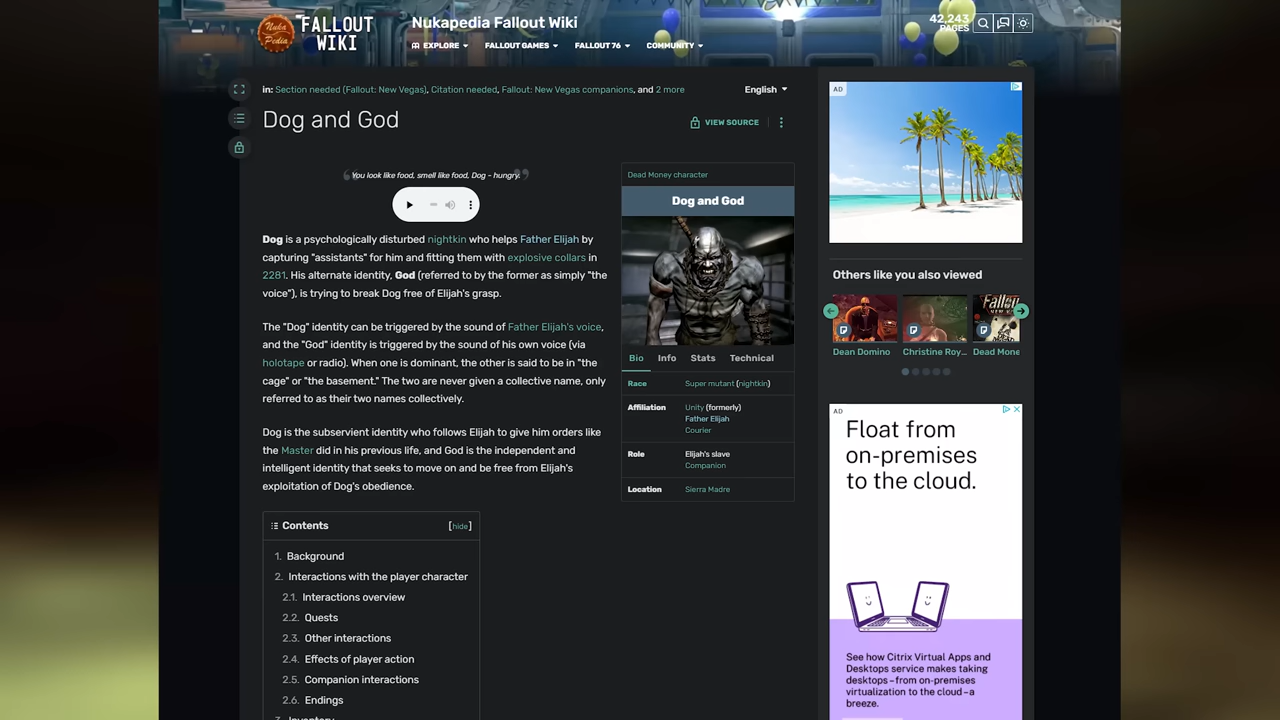 Nuka
Pedia
FALLOUT
WIKI
Nukapedia Fallout Wiki
EXPLORE
FALLOUT GAMES
FALLOUT 76
COMMUNITY
42,243
PAGES
in: Section needed (Fallout: New Vegas), Citation needed, Fallout: New Vegas companions, and 2 more
English
Dog and God
VIEW SOURCE
You look like food, smell like food, Dog - hungry.
Dog is a psychologically disturbed nightkin who helps Father Elijah by
capturing "assistants" for him and fitting them with explosive collars in
2281. His alternate identity, God (referred to by the former as simply "the
voice"), is trying to break Dog free of Elijah's grasp.
The "Dog" identity can be triggered by the sound of Father Elijah's voice,
and the "God" identity is triggered by the sound of his own voice (via
holotape or radio). When one is dominant, the other is said to be in "the
cage" or "the basement." The two are never given a collective name, only
referred to as their two names collectively.
Dog is the subservient identity who follows Elijah to give him orders like
the Master did in his previous life, and God is the independent and
intelligent identity that seeks to move on and be free from Elijah's
exploitation of Dog's obedience.
Contents [hide]
1. Background
2. Interactions with the player character
2.1. Interactions overview
2.2. Quests
2.3. Other interactions
2.4. Effects of player action
2.5. Companion interactions
2.6. Endings
3. Inventory
Dead Money character
Dog and God
Bio Info Stats Technical
Race Super mutant (nightkin)
Affiliation Unity (formerly)
Father Elijah
Courier
Role Elijah's slave
Companion
Location Sierra Madre
AD
Others like you also viewed
Fallout
NEW
Dean Domino
Christine Roy...
Dead Mone
AD
Float from
on-premises
to the cloud.
See how Citrix Virtual Apps and
Desktops service makes taking
desktops – from on-premises
virtualization to the cloud – a
breeze.